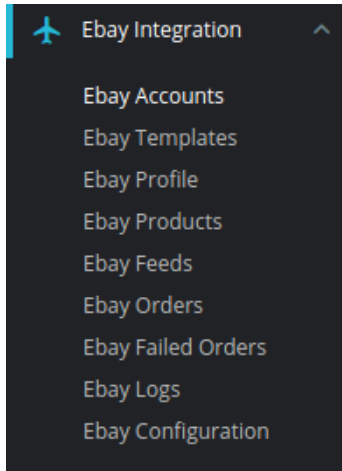 Ebay Integration
Ebay Accounts
Ebay Templates
Ebay Profile
Ebay Products
Ebay Feeds
Ebay Orders
Ebay Failed Orders
Ebay Logs
Ebay Configuration